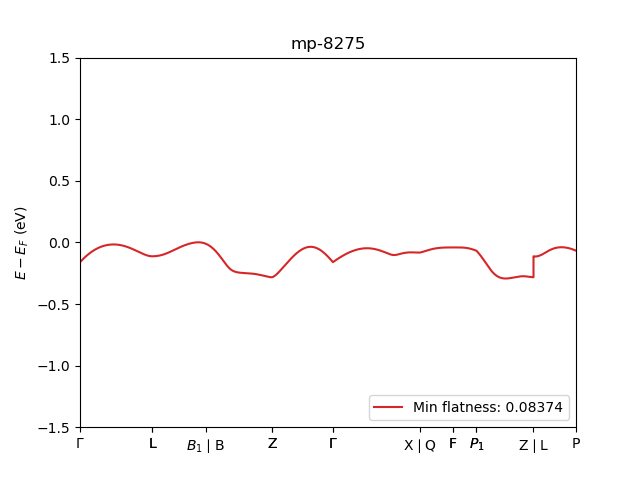 mp-8275
E − E_F (eV)
1.5
1.0
0.5
0.0
−0.5
−1.0
−1.5
Min flatness: 0.08374
Γ L B₁ | B Z Γ X | Q F P₁ Z | L P